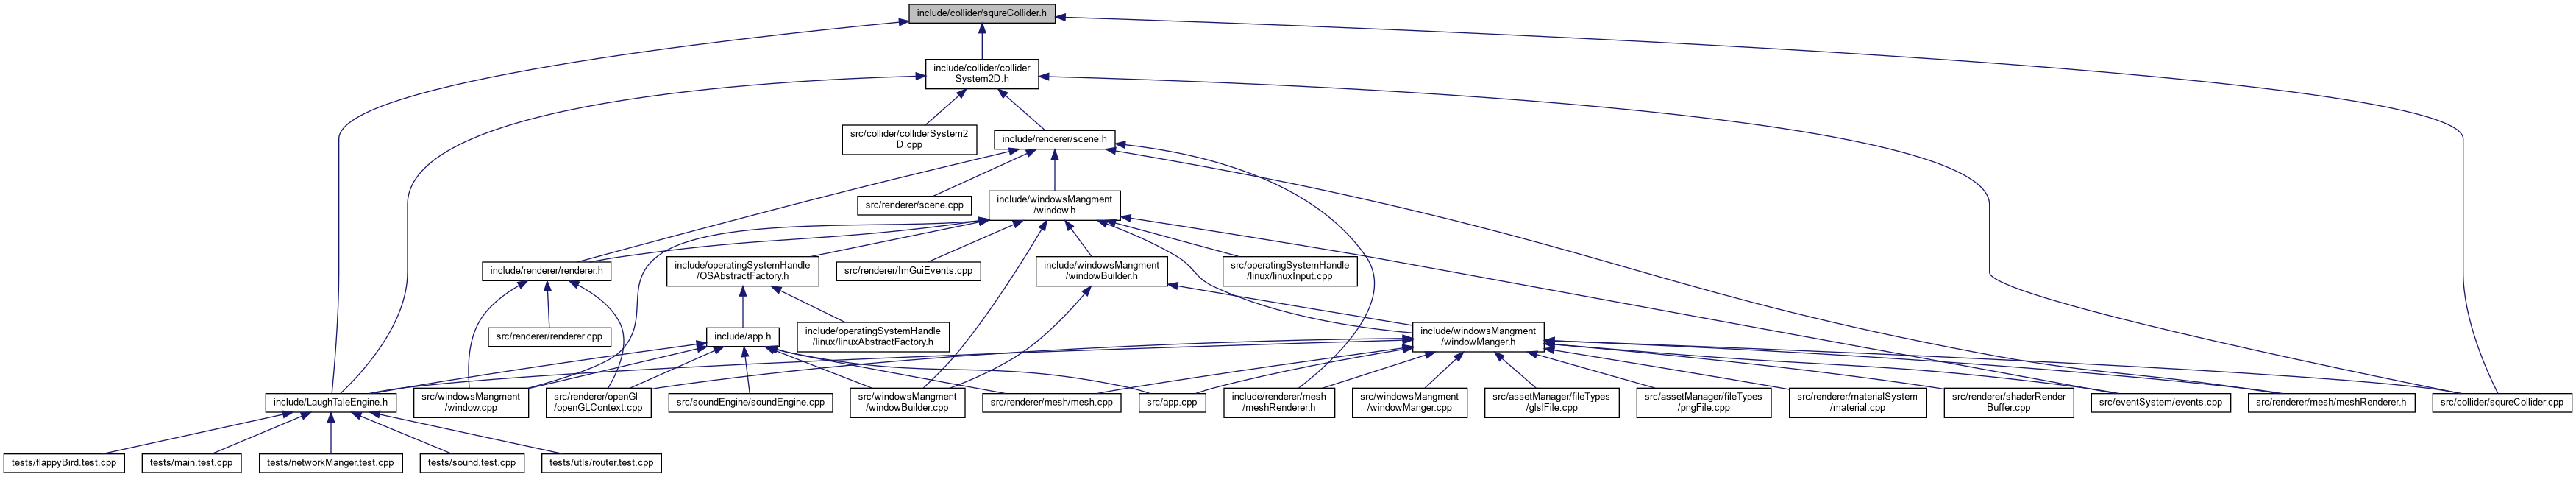 include/collider/squreCollider.h
include/collider/collider
System2D.h
src/collider/colliderSystem2
D.cpp
include/renderer/scene.h
src/renderer/scene.cpp
include/windowsMangment
/window.h
include/renderer/renderer.h
include/operatingSystemHandle
/OSAbstractFactory.h
src/renderer/ImGuiEvents.cpp
include/windowsMangment
/windowBuilder.h
src/operatingSystemHandle
/linux/linuxInput.cpp
src/renderer/renderer.cpp
include/app.h
include/operatingSystemHandle
/linux/linuxAbstractFactory.h
include/windowsMangment
/windowManger.h
include/LaughTaleEngine.h
src/windowsMangment
/window.cpp
src/renderer/openGl
/openGLContext.cpp
src/soundEngine/soundEngine.cpp
src/windowsMangment
/windowBuilder.cpp
src/renderer/mesh/mesh.cpp
src/app.cpp
include/renderer/mesh
/meshRenderer.h
src/windowsMangment
/windowManger.cpp
src/assetManager/fileTypes
/glslFile.cpp
src/assetManager/fileTypes
/pngFile.cpp
src/renderer/materialSystem
/material.cpp
src/renderer/shaderRender
Buffer.cpp
src/eventSystem/events.cpp
src/renderer/mesh/meshRenderer.h
src/collider/squreCollider.cpp
tests/flappyBird.test.cpp
tests/main.test.cpp
tests/networkManger.test.cpp
tests/sound.test.cpp
tests/utls/router.test.cpp